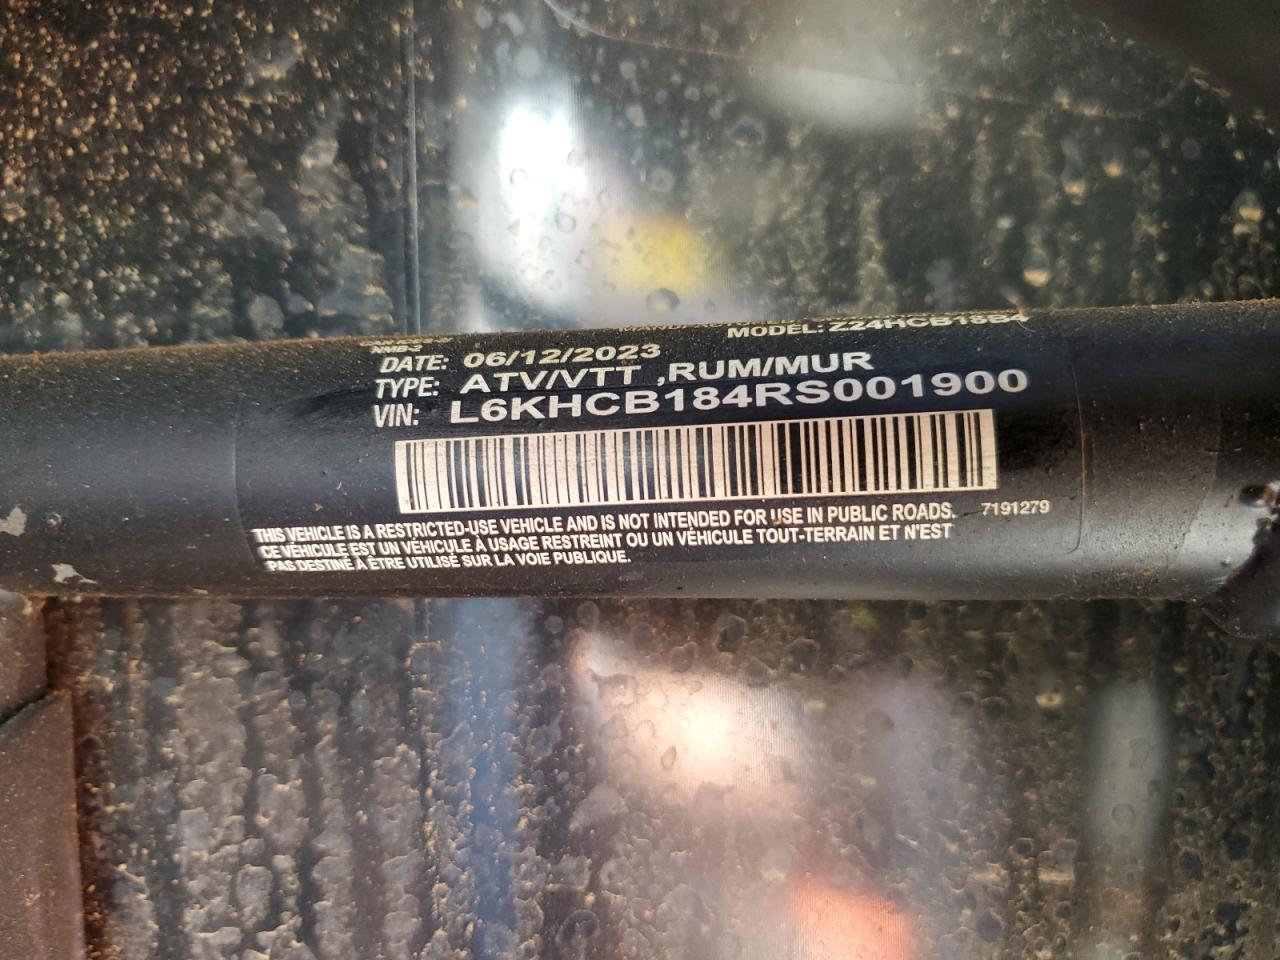 MODEL: Z24HCB18B4
DATE: 06/12/2023
TYPE: ATV/VTT ,RUM/MUR
VIN: L6KHCB184RS001900
THIS VEHICLE IS A RESTRICTED-USE VEHICLE AND IS NOT INTENDED FOR USE IN PUBLIC ROADS. 7191279
CE VÉHICULE EST UN VÉHICULE À USAGE RESTREINT OU UN VÉHICULE TOUT-TERRAIN ET N'EST
PAS DESTINÉ À ÊTRE UTILISÉ SUR LA VOIE PUBLIQUE.